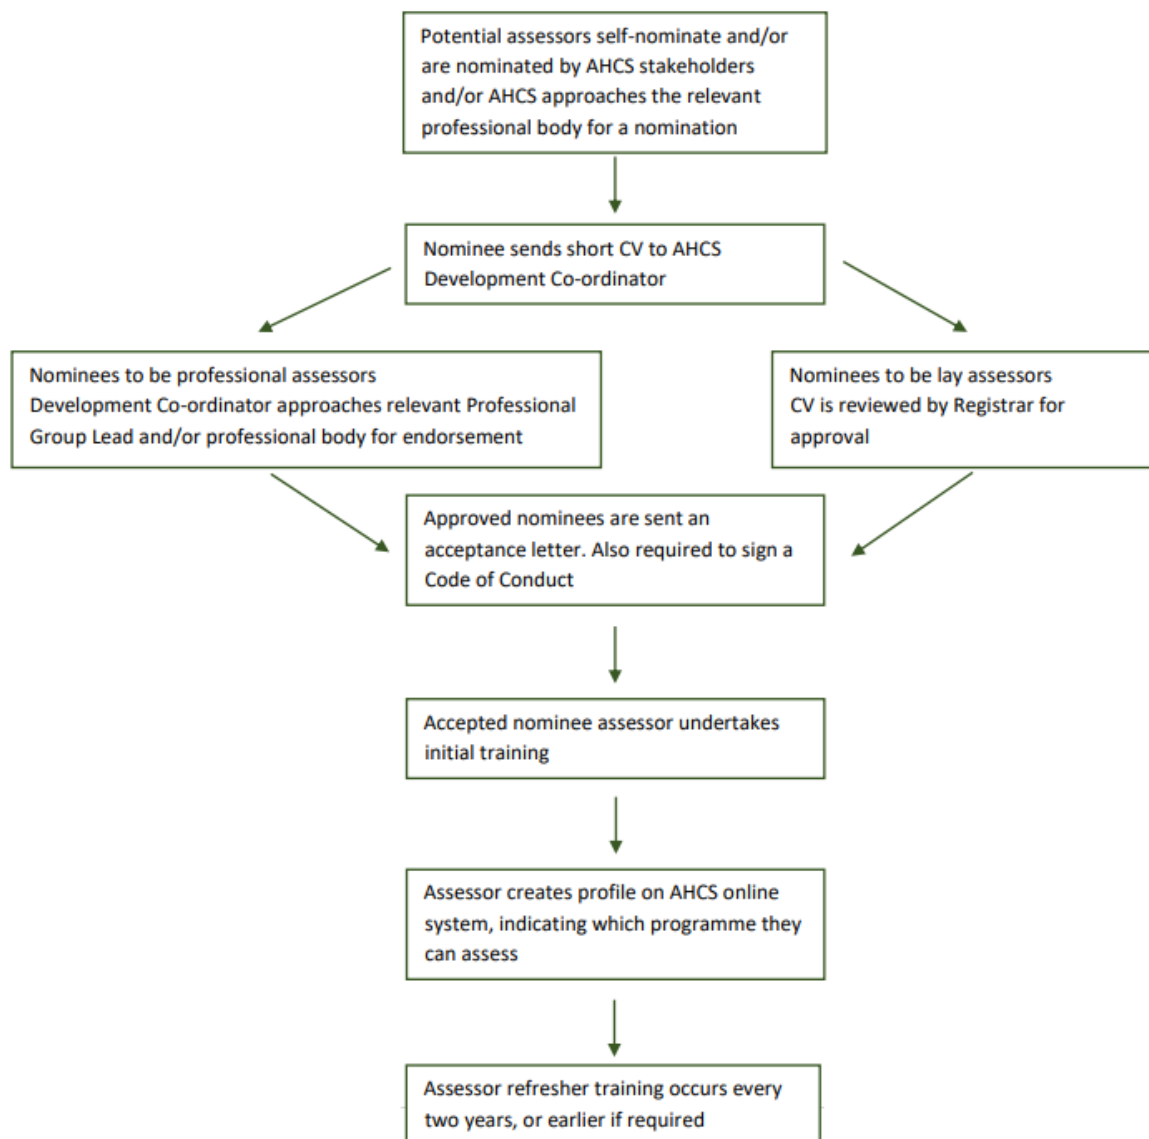 Potential assessors self-nominate and/or
are nominated by AHCS stakeholders
and/or AHCS approaches the relevant
professional body for a nomination
Nominee sends short CV to AHCS
Development Co-ordinator
Nominees to be professional assessors
Development Co-ordinator approaches relevant Professional
Group Lead and/or professional body for endorsement
Nominees to be lay assessors
CV is reviewed by Registrar for
approval
Approved nominees are sent an
acceptance letter. Also required to sign a
Code of Conduct
Accepted nominee assessor undertakes
initial training
Assessor creates profile on AHCS online
system, indicating which programme they
can assess
Assessor refresher training occurs every
two years, or earlier if required